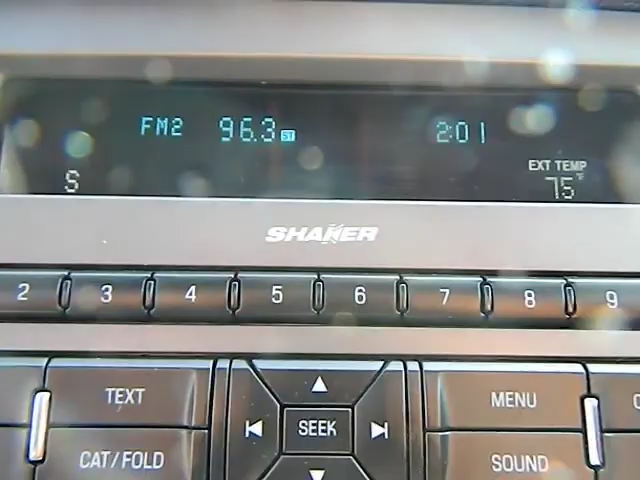 FM2 96.3 ST 2:01
EXT TEMP
S 75°F
SHAKER
2 3 4 5 6 7 8 9
TEXT MENU
SEEK
CAT/FOLD SOUND